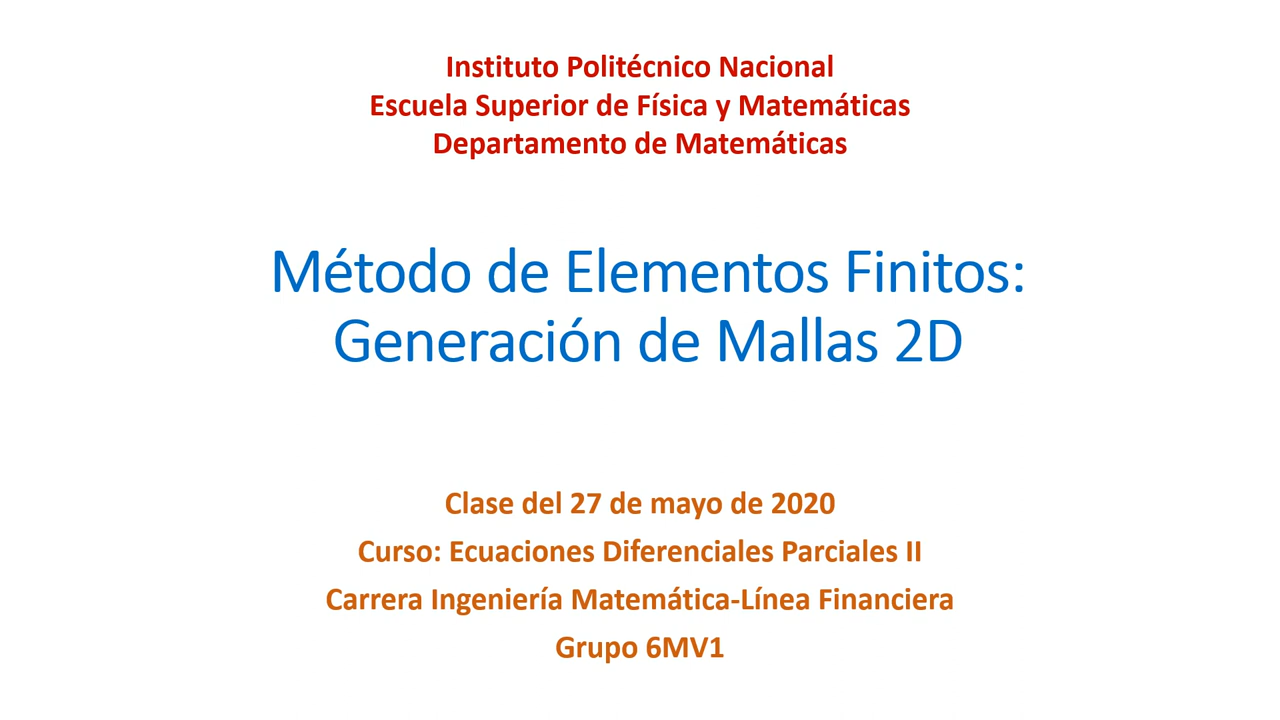 Instituto Politécnico Nacional
Escuela Superior de Física y Matemáticas
Departamento de Matemáticas
Método de Elementos Finitos:
Generación de Mallas 2D
Clase del 27 de mayo de 2020
Curso: Ecuaciones Diferenciales Parciales II
Carrera Ingeniería Matemática-Línea Financiera
Grupo 6MV1